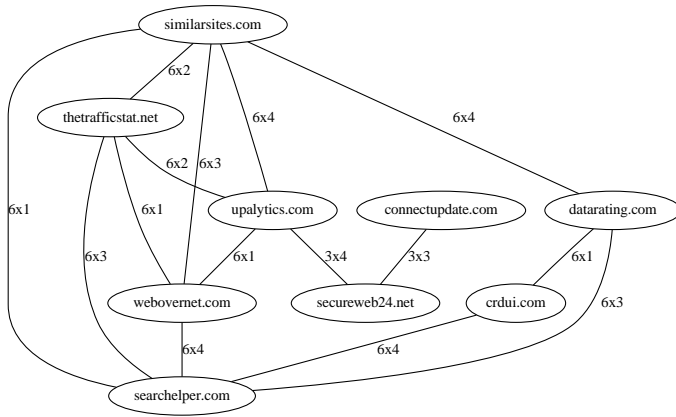 similarsites.com
6x2
thetrafficstat.net
6x4
6x4
6x2
6x3
6x1
6x1
upalytics.com
connectupdate.com
datarating.com
6x3
6x1
3x4
3x3
6x1
webovernet.com
secureweb24.net
crdui.com
6x3
6x4
6x4
searchelper.com